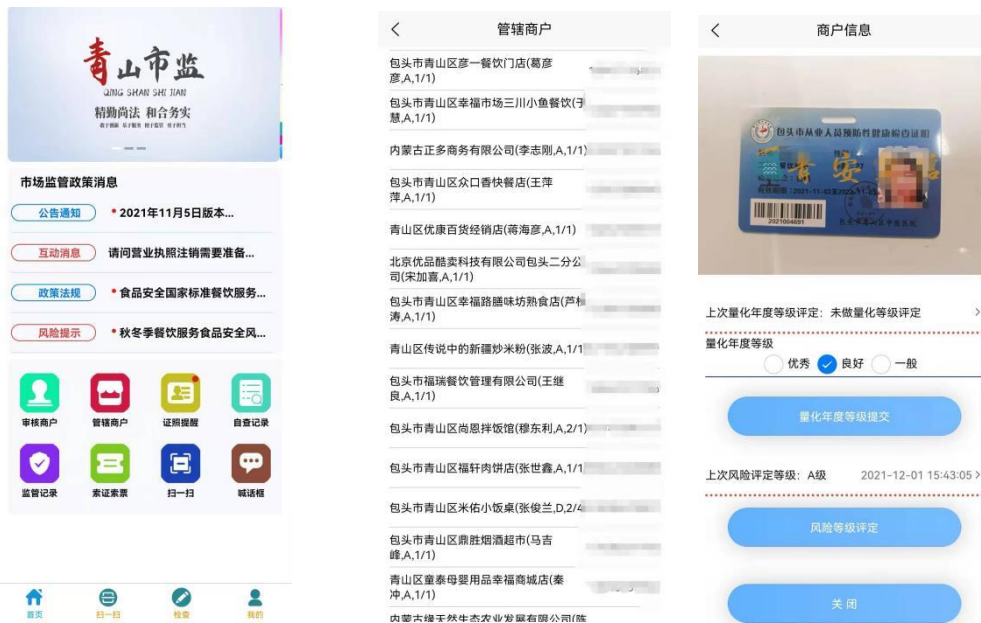 青山市监
QING SHAN SHI JIAN
精勤尚法 和合务实
市场监管政策消息
公告通知
2021年11月5日版本...
互动消息
请问营业执照注销需要准备...
政策法规
食品安全国家标准餐饮服务...
风险提示
秋冬季餐饮服务食品安全风...
审核商户
管辖商户
证照提醒
自查记录
监管记录
索证索票
扫一扫
喊话框
首页
扫一扫
检查
我的
管辖商户
包头市青山区彦一餐饮门店(葛彦
彦,A,1/1)
包头市青山区幸福市场三川小鱼餐饮(于
慧,A,1/1)
内蒙古正多商务有限公司(李志刚,A,1/1)
包头市青山区众口香快餐店(王萍
萍,A,1/1)
青山区优康百货经销店(蒋海彦,A,1/1)
北京优品酷卖科技有限公司包头二分公
司(宋加喜,A,1/1)
包头市青山区幸福路膳味坊熟食店(芦
涛,A,1/1)
青山区传说中的新疆炒米粉(张波,A,1/1
包头市福瑞餐饮管理有限公司(王继
良,A,1/1)
包头市青山区尚恩拌饭馆(穆东利,A,2/1)
包头市青山区福轩肉饼店(张世鑫,A,1/1
包头市青山区米佑小饭桌(张俊兰,D,2/4
包头市青山区鼎胜烟酒超市(马吉
峰,A,1/1)
青山区童泰母婴用品幸福商城店(秦
冲,A,1/1)
内蒙古缘天然生态农业发展有限公司(陈
商户信息
包头市从业人员预防性健康检查证明
青安
2021004691
上次量化年度等级评定：未做量化等级评定
量化年度等级
优秀 良好 一般
量化年度等级提交
上次风险评定等级：A级 2021-12-01 15:43:05
风险等级评定
关闭